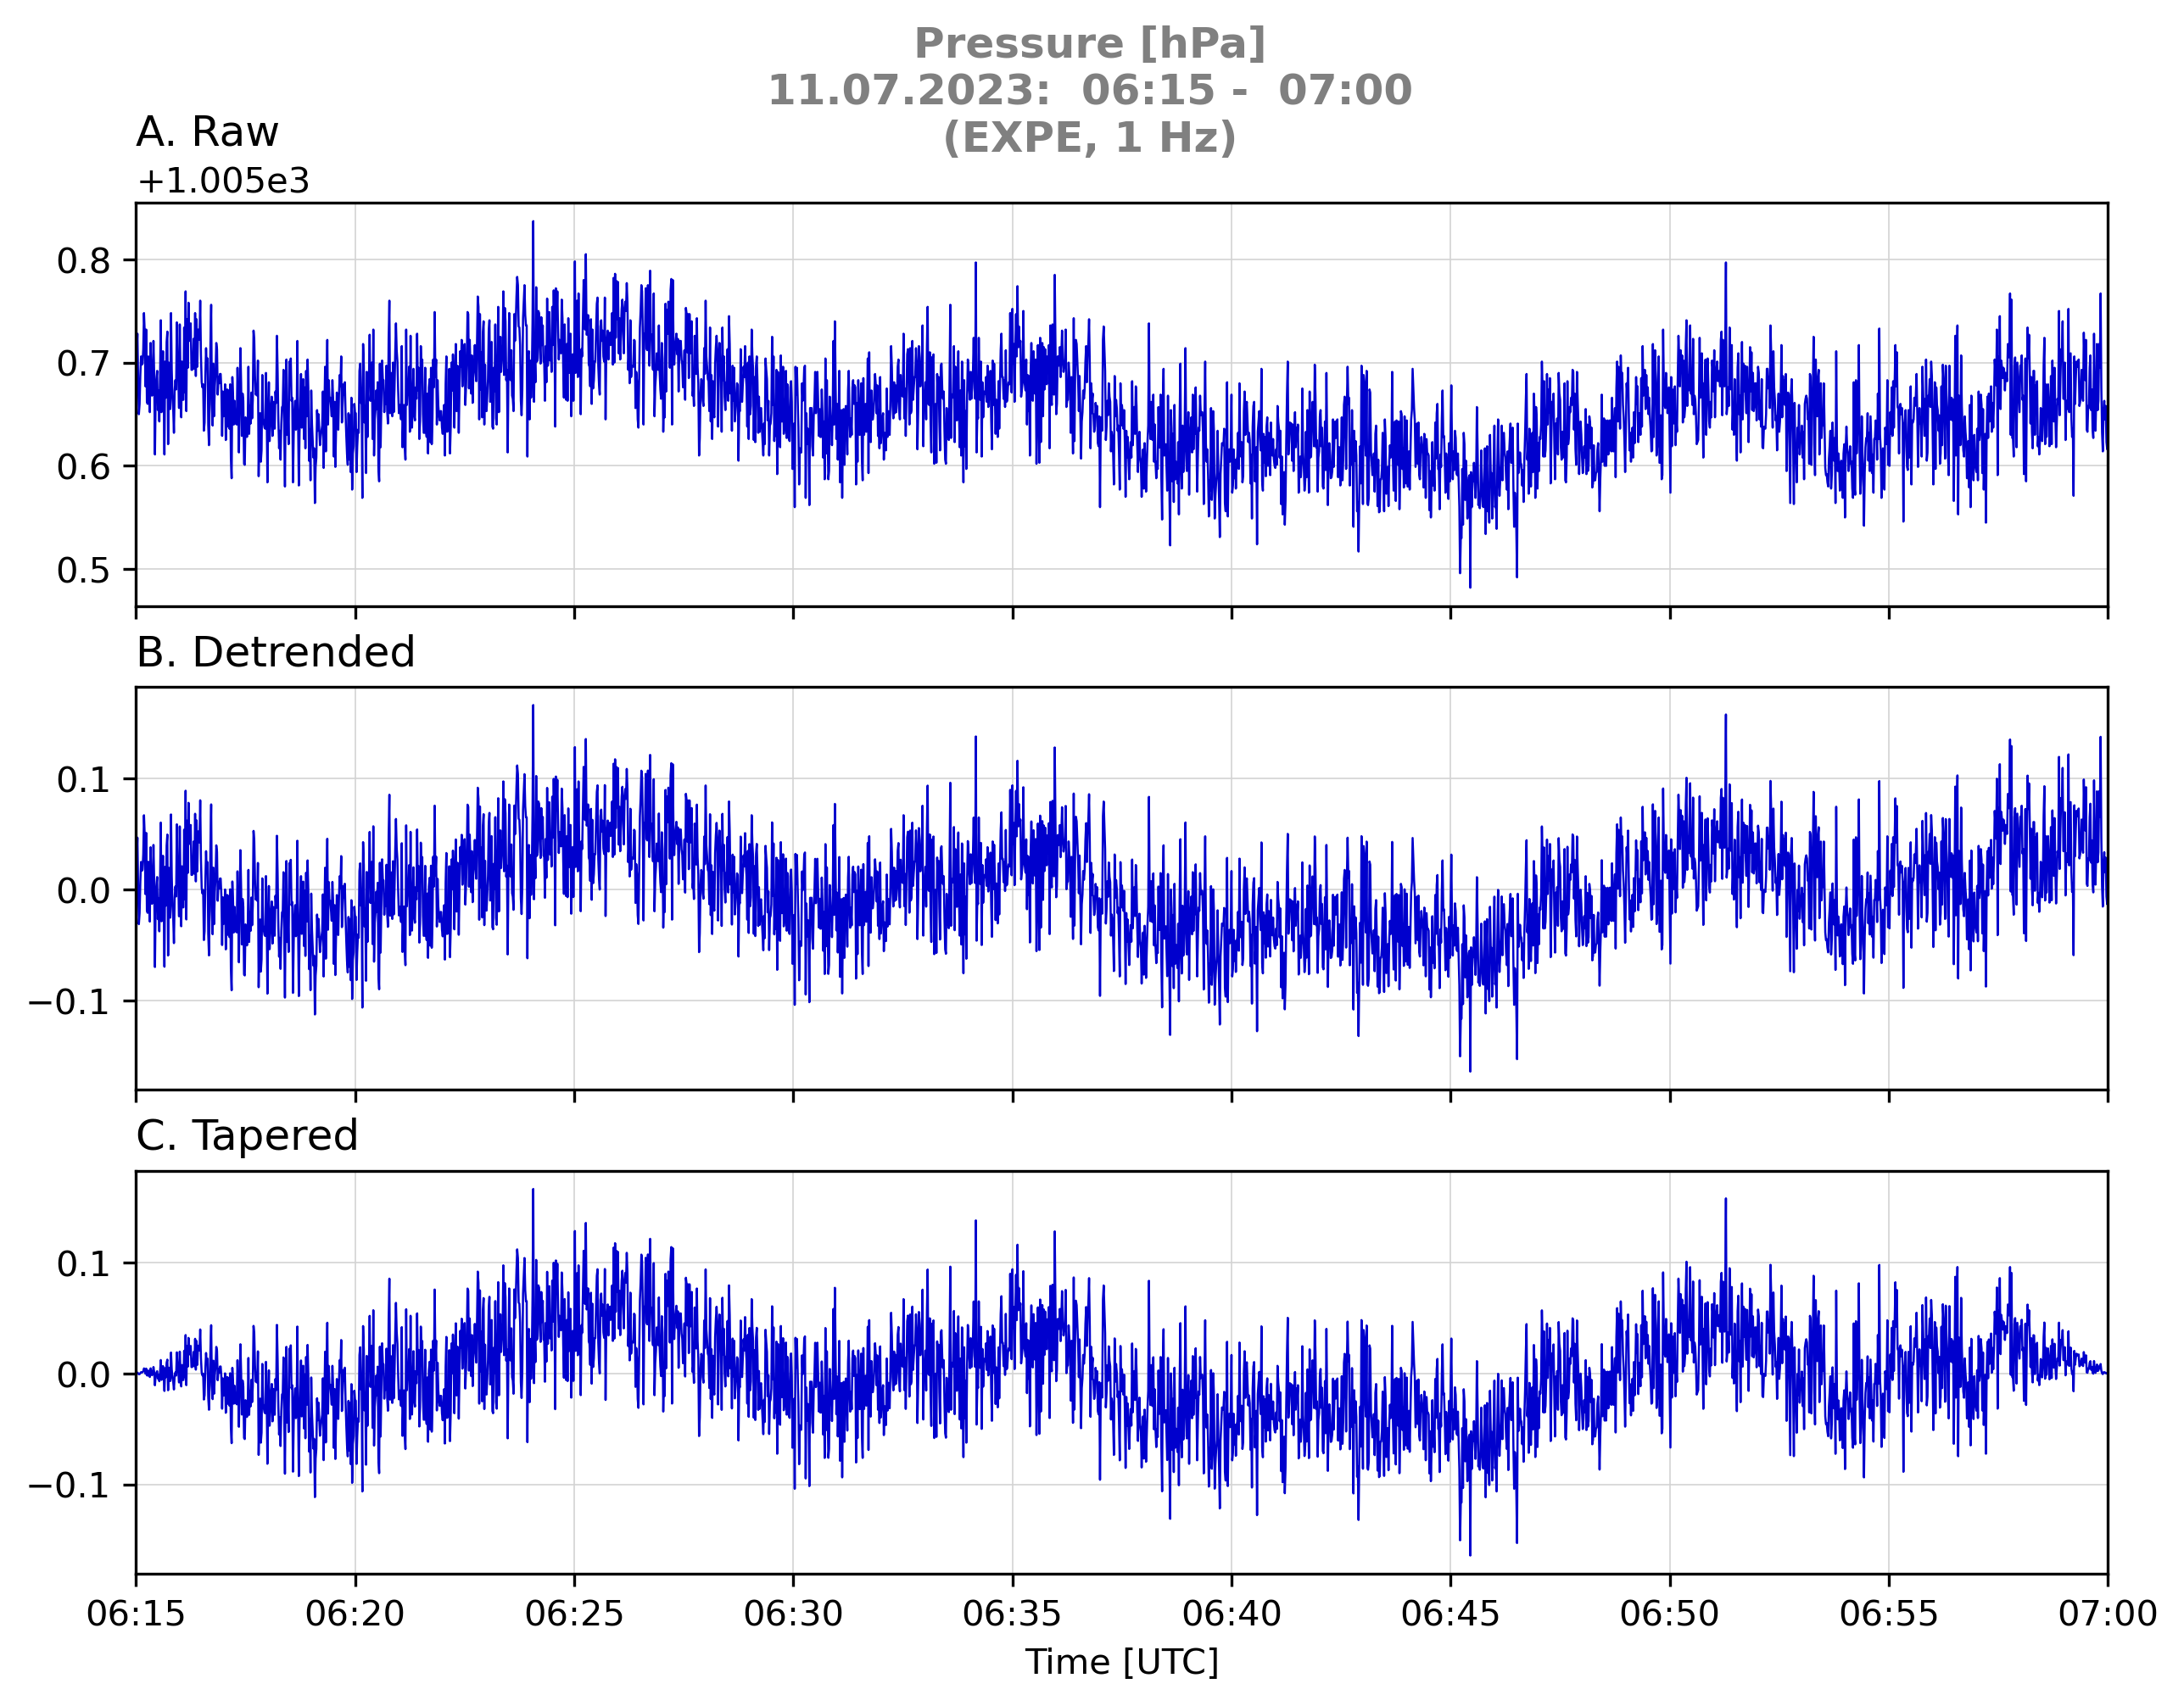 Pressure [hPa]
11.07.2023:  06:15 -  07:00
(EXPE, 1 Hz)
A. Raw
+1.005e3
0.8
0.7
0.6
0.5
B. Detrended
0.1
0.0
−0.1
C. Tapered
0.1
0.0
−0.1
06:15 06:20 06:25 06:30 06:35 06:40 06:45 06:50 06:55 07:00
Time [UTC]